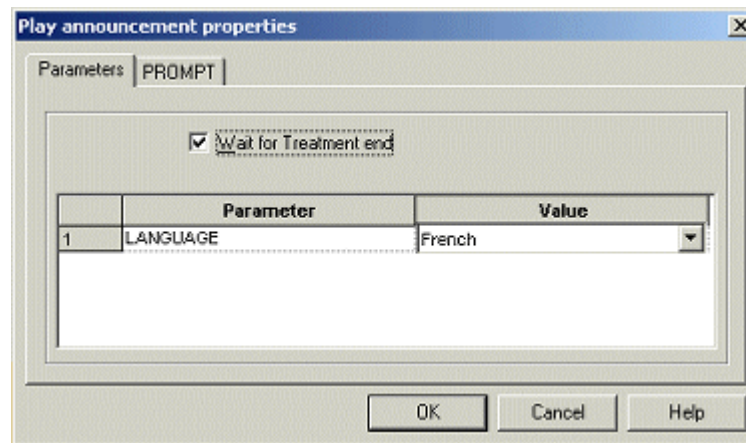 Play announcement properties
Parameters PROMPT
Wait for Treatment end
Parameter Value
1 LANGUAGE French
OK Cancel Help